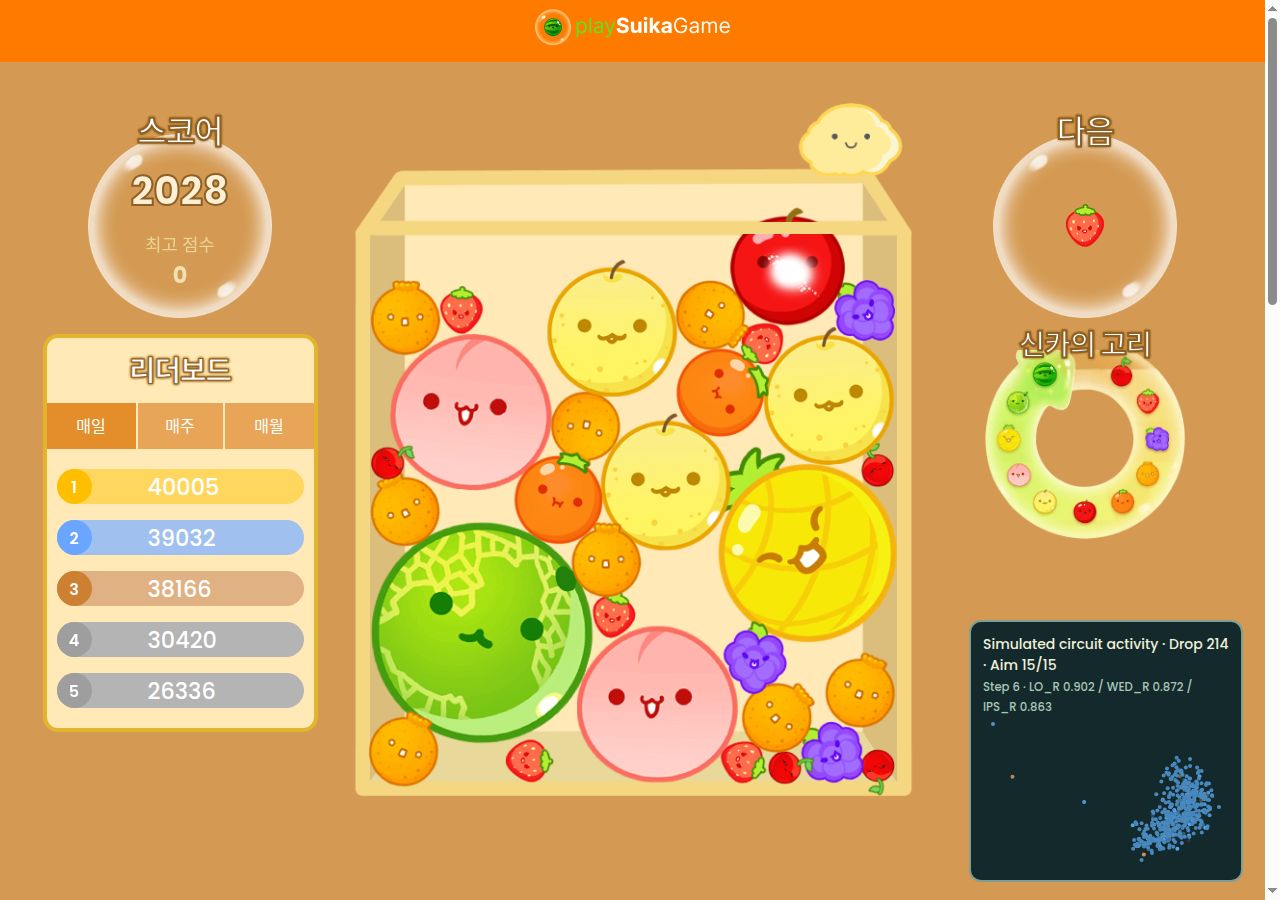 playSuikaGame
스코어
2028
최고 점수
0
다음
리더보드
매일 매주 매월
1 40005
2 39032
3 38166
4 30420
5 26336
신카의 고리
Simulated circuit activity · Drop 214
· Aim 15/15
Step 6 · LO_R 0.902 / WED_R 0.872 /
IPS_R 0.863